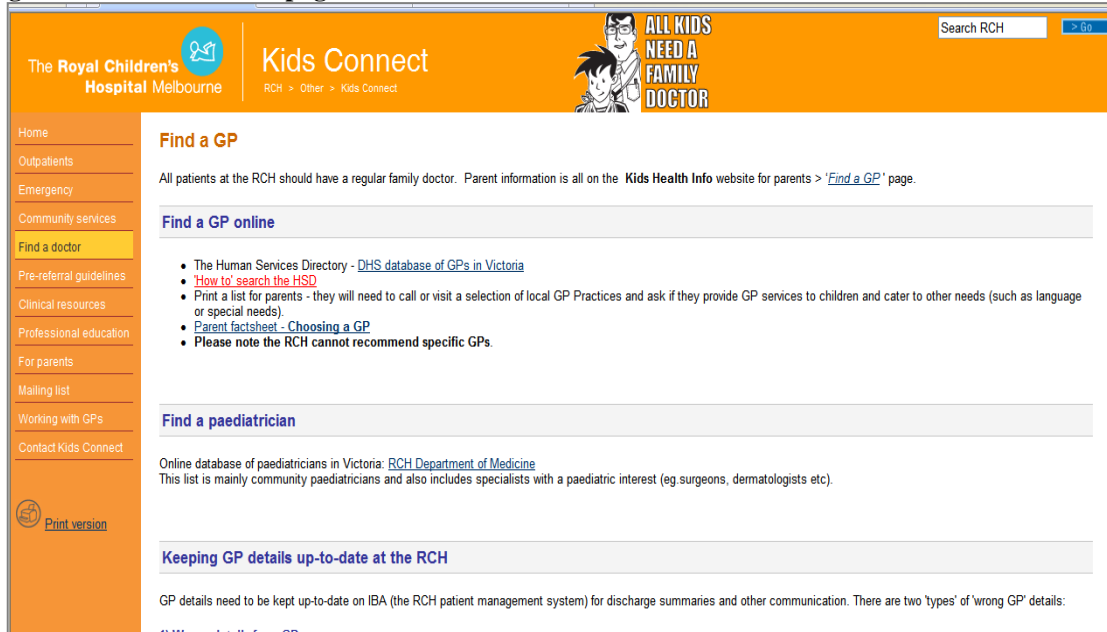 The Royal Children's
Hospital Melbourne
Kids Connect
RCH > Other > Kids Connect
ALL KIDS
NEED A
FAMILY
DOCTOR
Search RCH
> Go
Home
Outpatients
Emergency
Community services
Find a doctor
Pre-referral guidelines
Clinical resources
Professional education
For parents
Mailing list
Working with GPs
Contact Kids Connect
Print version
Find a GP
All patients at the RCH should have a regular family doctor. Parent information is all on the Kids Health Info website for parents > 'Find a GP' page.
Find a GP online
• The Human Services Directory - DHS database of GPs in Victoria
• 'How to' search the HSD
• Print a list for parents - they will need to call or visit a selection of local GP Practices and ask if they provide GP services to children and cater to other needs (such as language
or special needs).
• Parent factsheet - Choosing a GP
• Please note the RCH cannot recommend specific GPs.
Find a paediatrician
Online database of paediatricians in Victoria: RCH Department of Medicine
This list is mainly community paediatricians and also includes specialists with a paediatric interest (eg.surgeons, dermatologists etc).
Keeping GP details up-to-date at the RCH
GP details need to be kept up-to-date on IBA (the RCH patient management system) for discharge summaries and other communication. There are two 'types' of 'wrong GP' details: